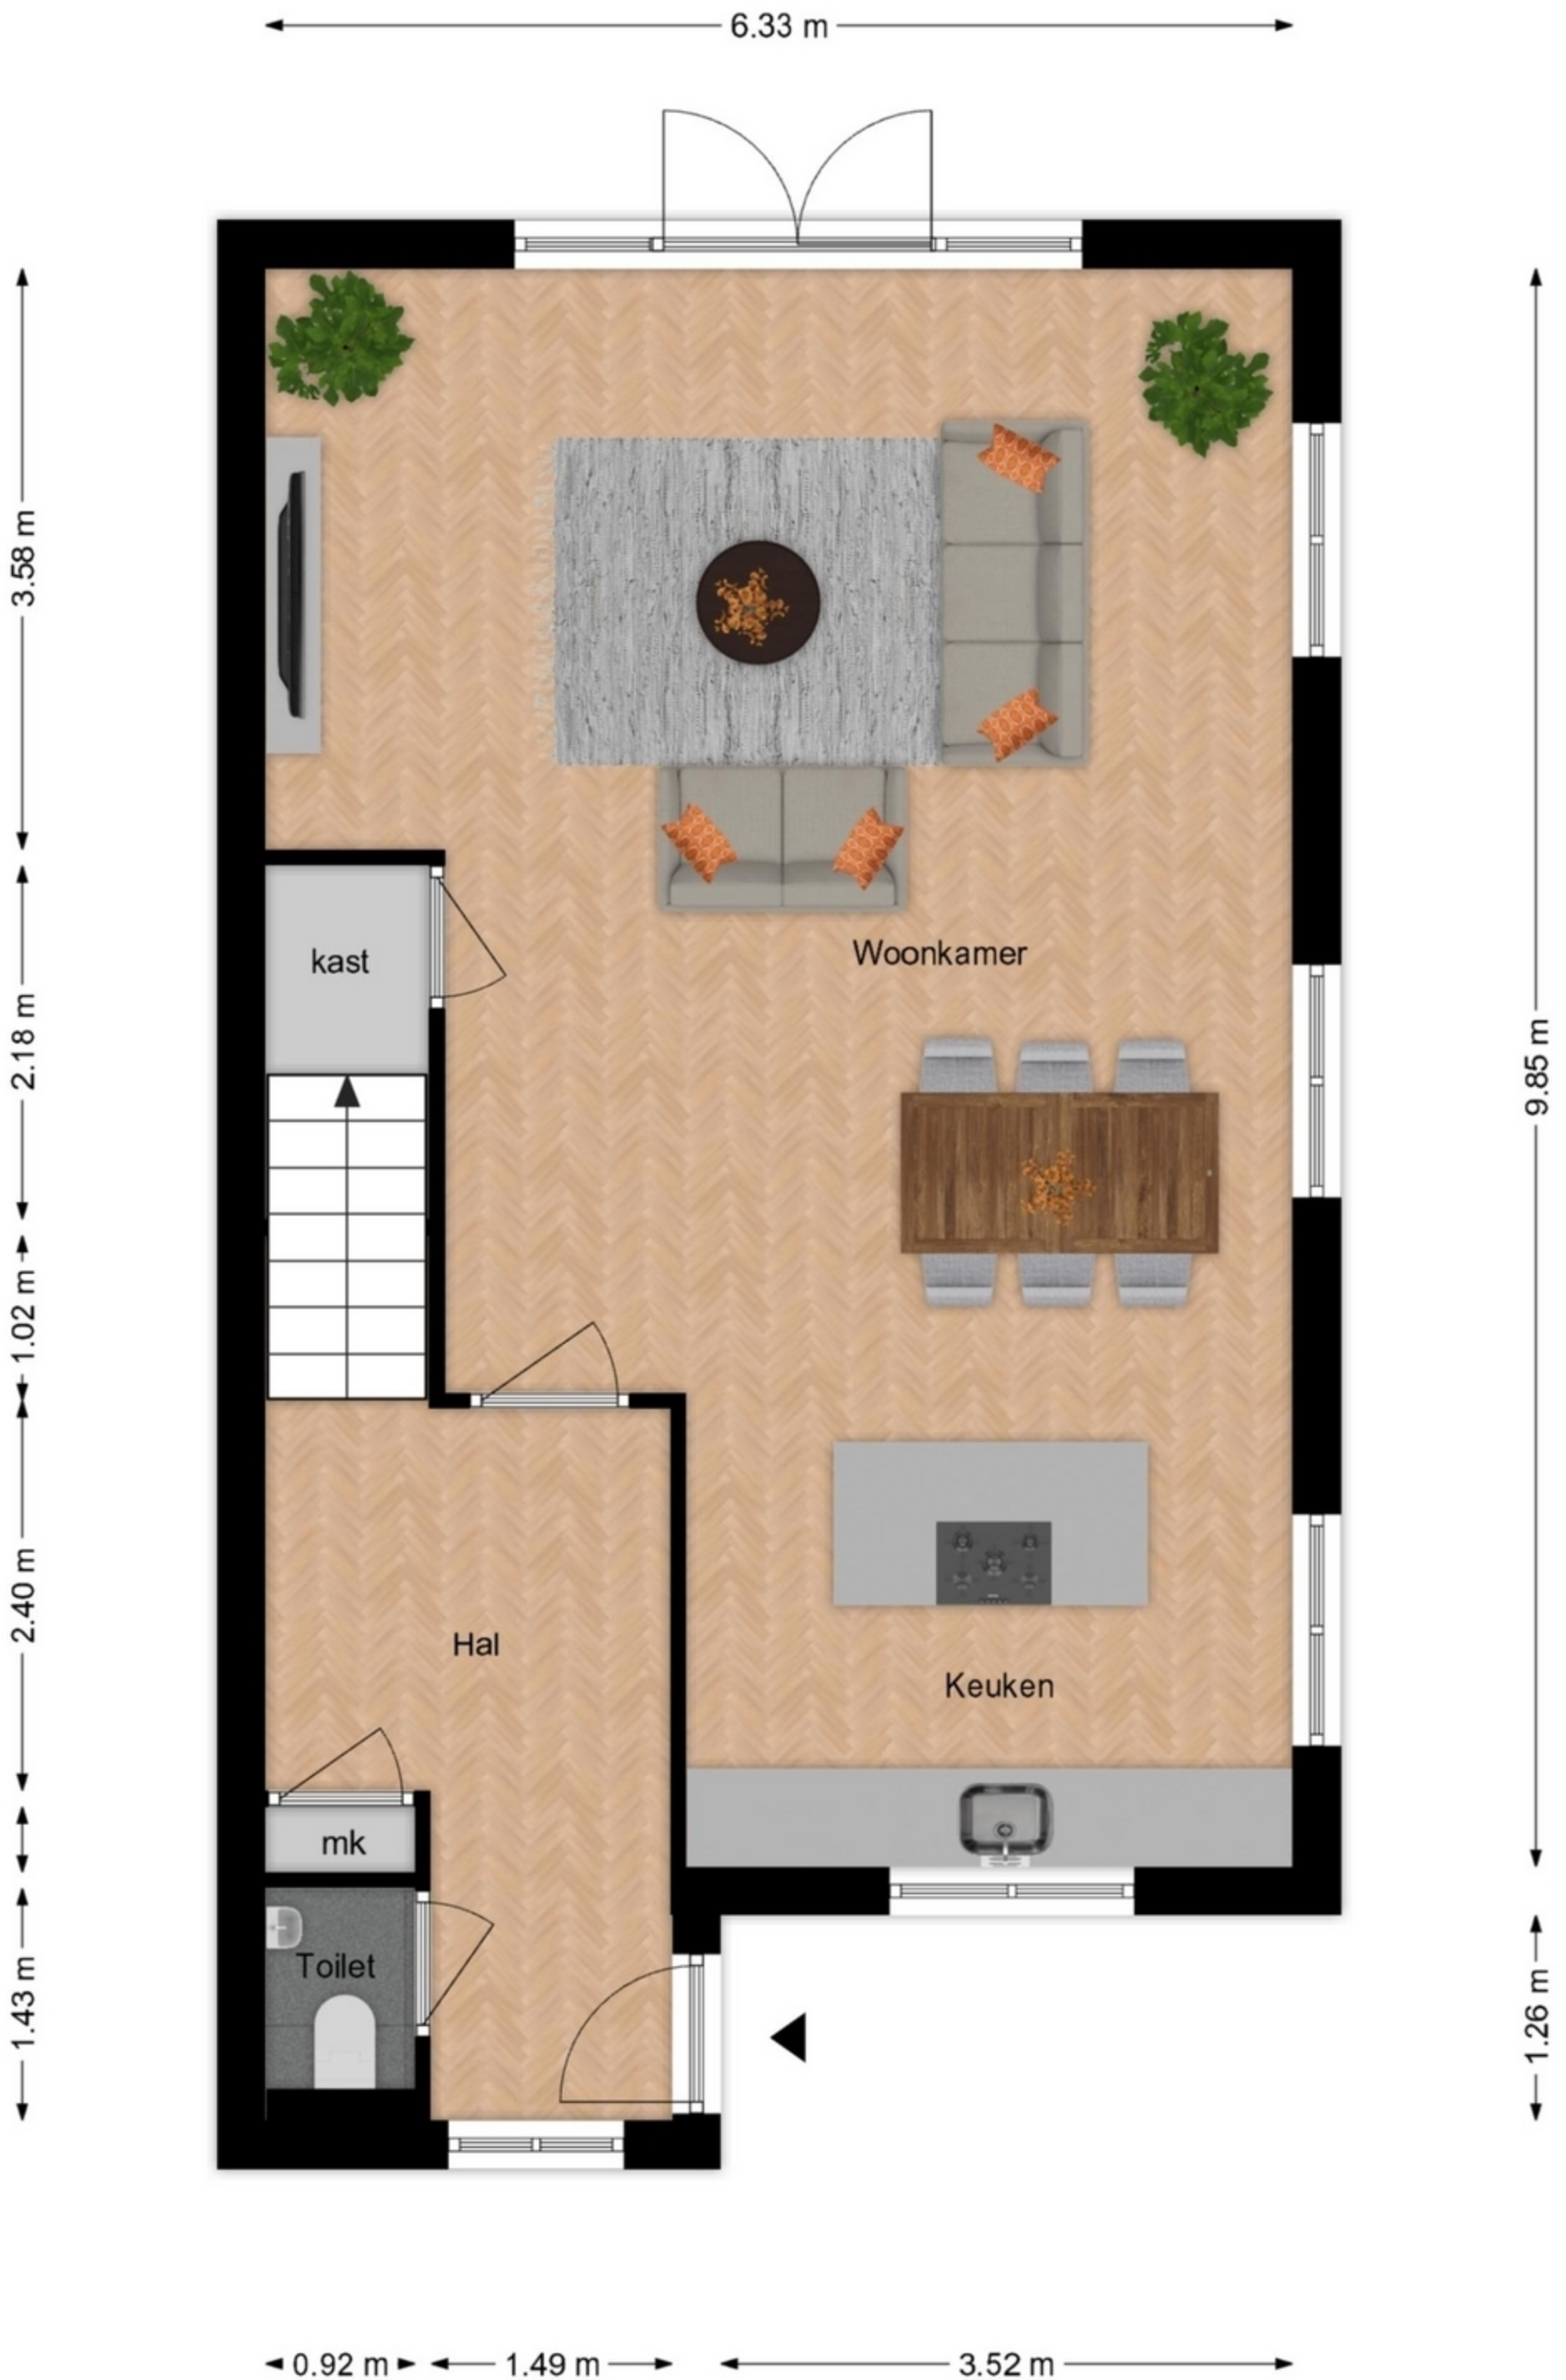 6.33 m
3.58 m
kast
Woonkamer
2.18 m
9.85 m
1.02 m
2.40 m
Hal
Keuken
mk
Toilet
1.43 m
1.26 m
0.92 m
1.49 m
3.52 m